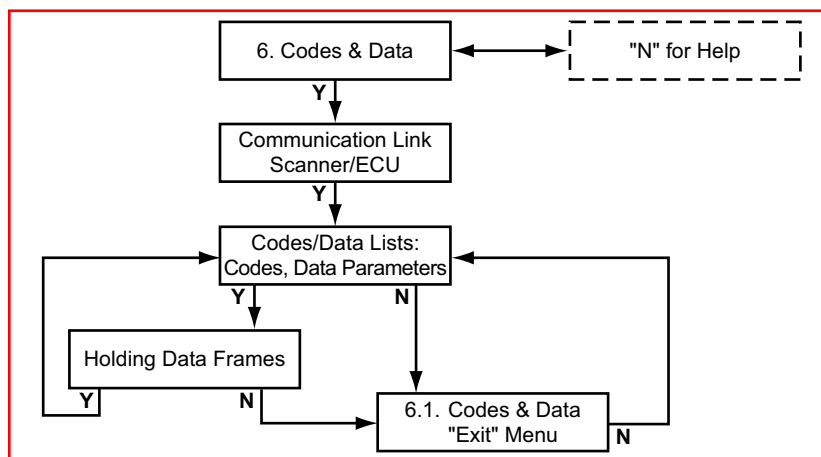 6. Codes & Data
"N" for Help
Y
Communication Link
Scanner/ECU
Y
Codes/Data Lists:
Codes, Data Parameters
Y
N
Holding Data Frames
Y
N
6.1. Codes & Data
"Exit" Menu
N